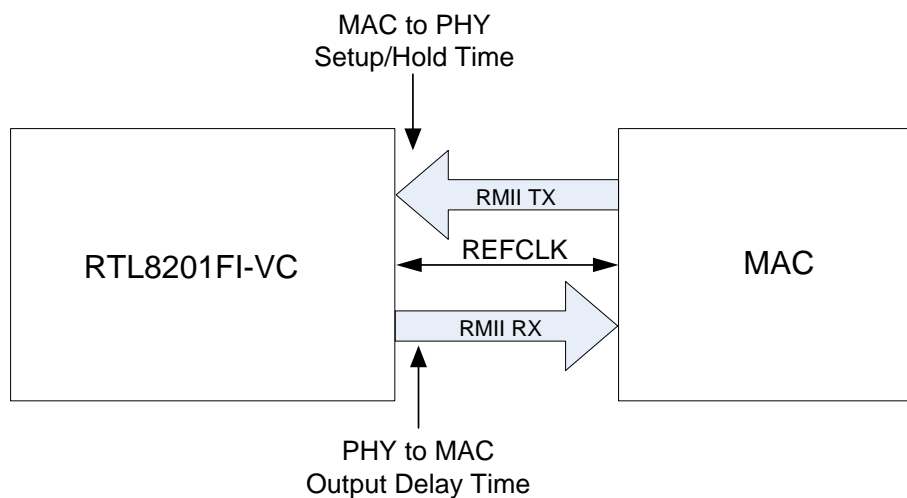 MAC to PHY
Setup/Hold Time
RMII TX
REFCLK
RTL8201FI-VC
MAC
RMII RX
PHY to MAC
Output Delay Time